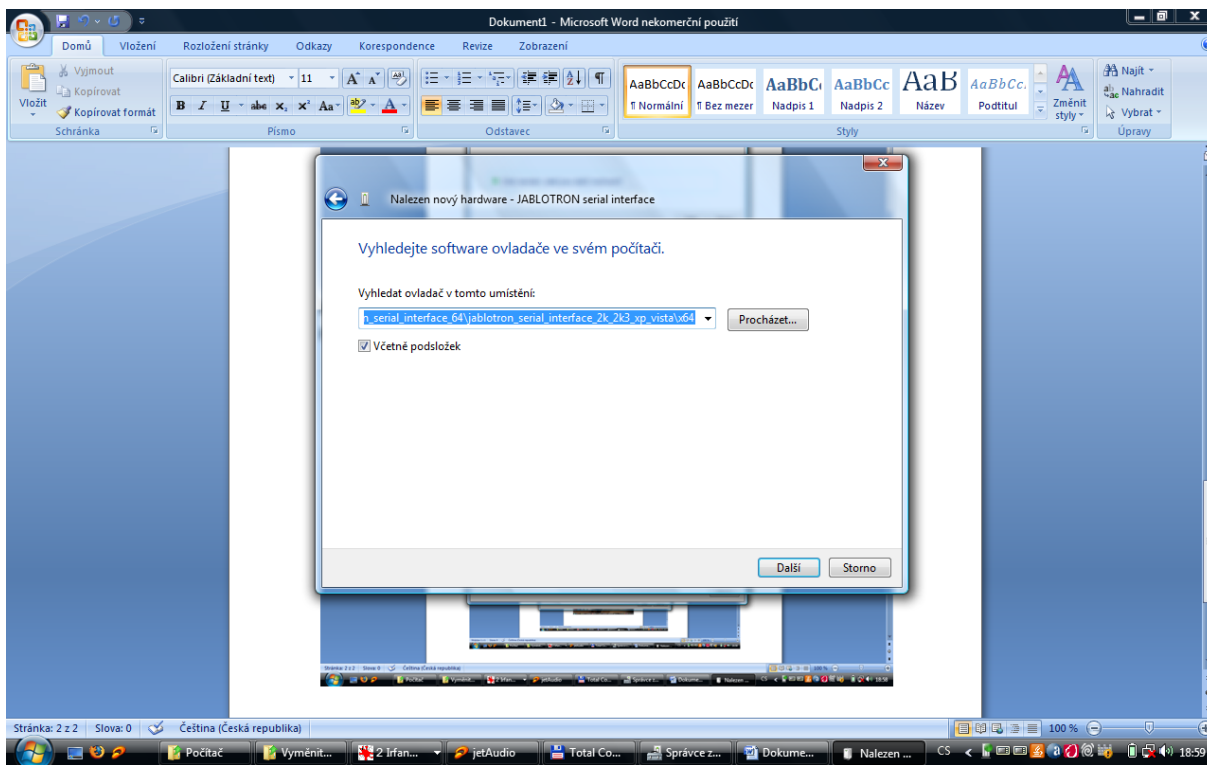 Dokument1 - Microsoft Word nekomerční použití
Domů Vložení Rozložení stránky Odkazy Korespondence Revize Zobrazení
Vložit
Vyjmout
Kopírovat
Kopírovat formát
Schránka
Calibri (Základní text) 11
B I U abc x, x² Aa
Písmo
Odstavec
AaBbCcDc AaBbCcDc AaBbC AaBbCc AaB AaBbCc.
¶ Normální ¶ Bez mezer Nadpis 1 Nadpis 2 Název Podtitul
Změnit
styly
Styly
Najít
Nahradit
Vybrat
Úpravy
Nalezen nový hardware - JABLOTRON serial interface
Vyhledejte software ovladače ve svém počítači.
Vyhledat ovladač v tomto umístění:
n_serial_interface_64\jablotron_serial_interface_2k_2k3_xp_vista\x64
Procházet...
Včetně podsložek
Další Storno
Stránka: 2 z 2 Slova: 0 Čeština (Česká republika) 100 %
Počítač Vyměnit... 2 Irfan... jetAudio Total Co... Správce z... Dokume... Nalezen ... CS 18:59